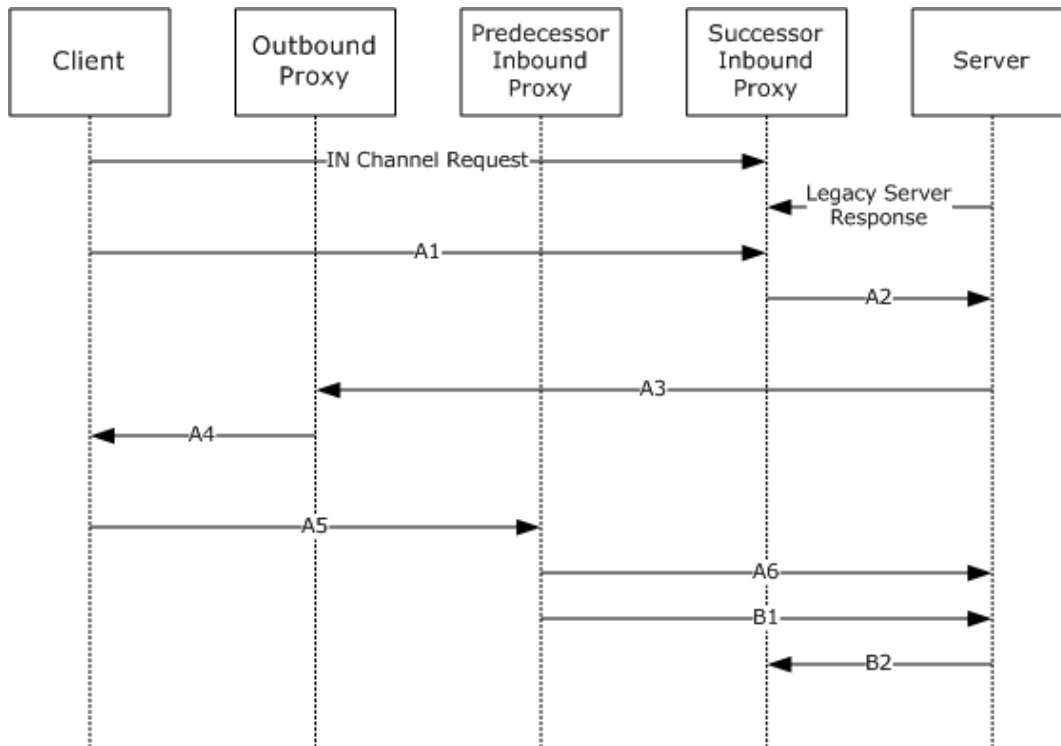 Client
Outbound
Proxy
Predecessor
Inbound
Proxy
Successor
Inbound
Proxy
Server
IN Channel Request
Legacy Server
Response
A1
A2
A3
A4
A5
A6
B1
B2